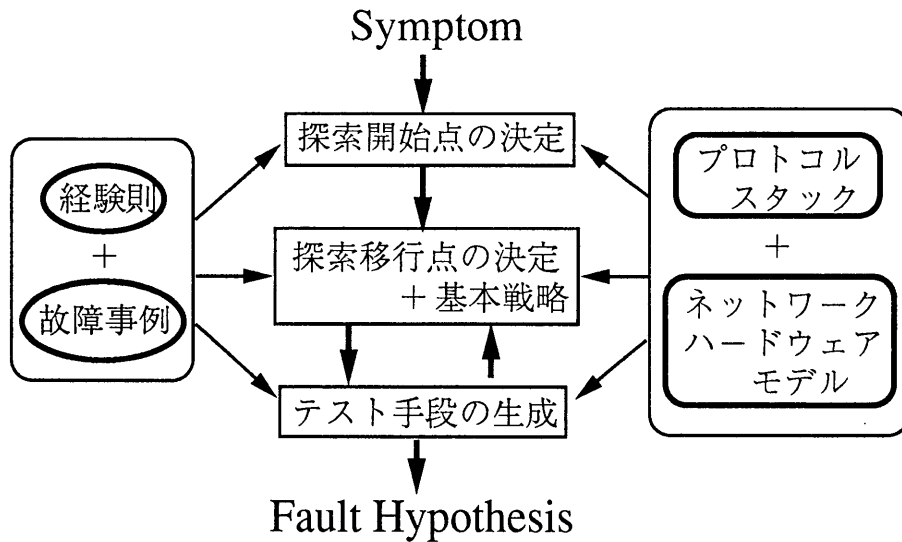 Symptom
探索開始点の決定
経験則
+
故障事例
探索移行点の決定
+ 基本戦略
プロトコル
スタック
+
ネットワーク
ハードウェア
モデル
テスト手段の生成
Fault Hypothesis